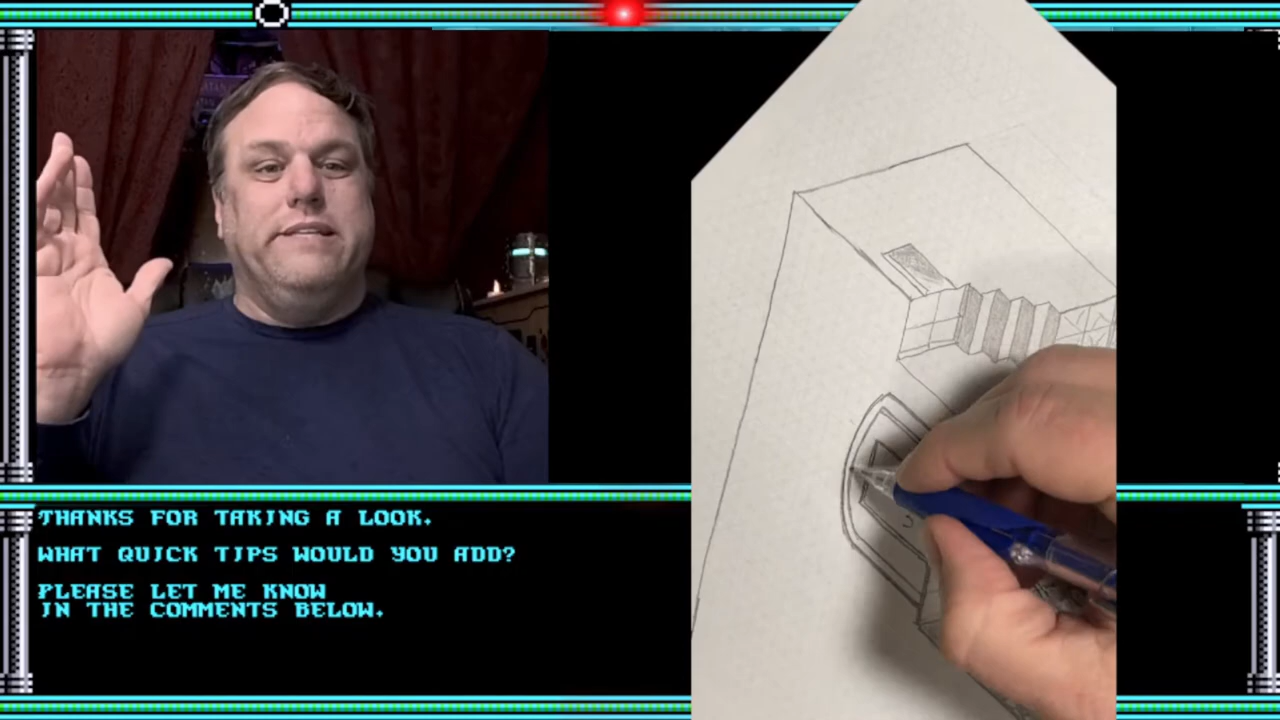 THANKS FOR TAKING A LOOK.
WHAT QUICK TIPS WOULD YOU ADD?
PLEASE LET ME KNOW
IN THE COMMENTS BELOW.